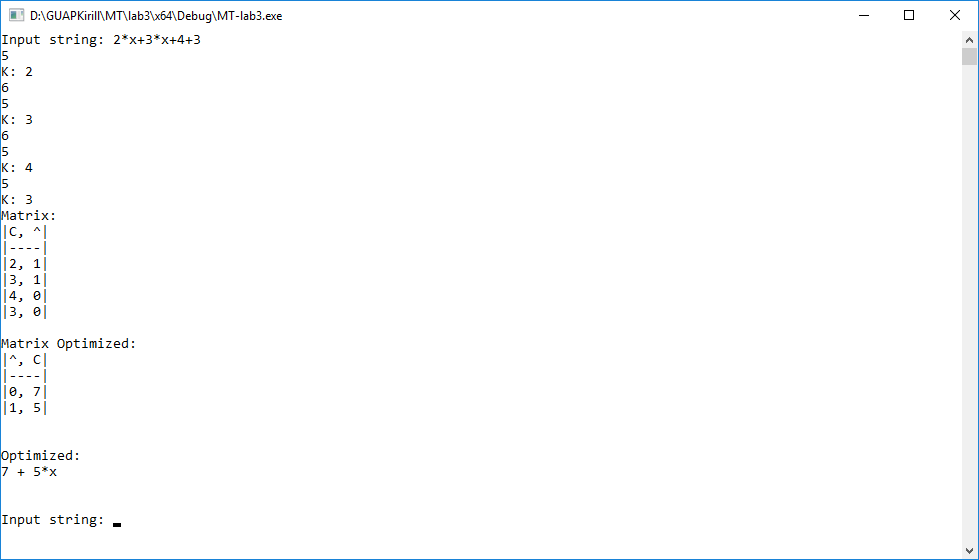 D:\GUAPKirill\MT\lab3\x64\Debug\MT-lab3.exe
Input string: 2*x+3*x+4+3
5
K: 2
6
5
K: 3
6
5
K: 4
5
K: 3
Matrix:
|C, ^|
|----|
|2, 1|
|3, 1|
|4, 0|
|3, 0|
Matrix Optimized:
|^, C|
|----|
|0, 7|
|1, 5|
Optimized:
7 + 5*x
Input string: